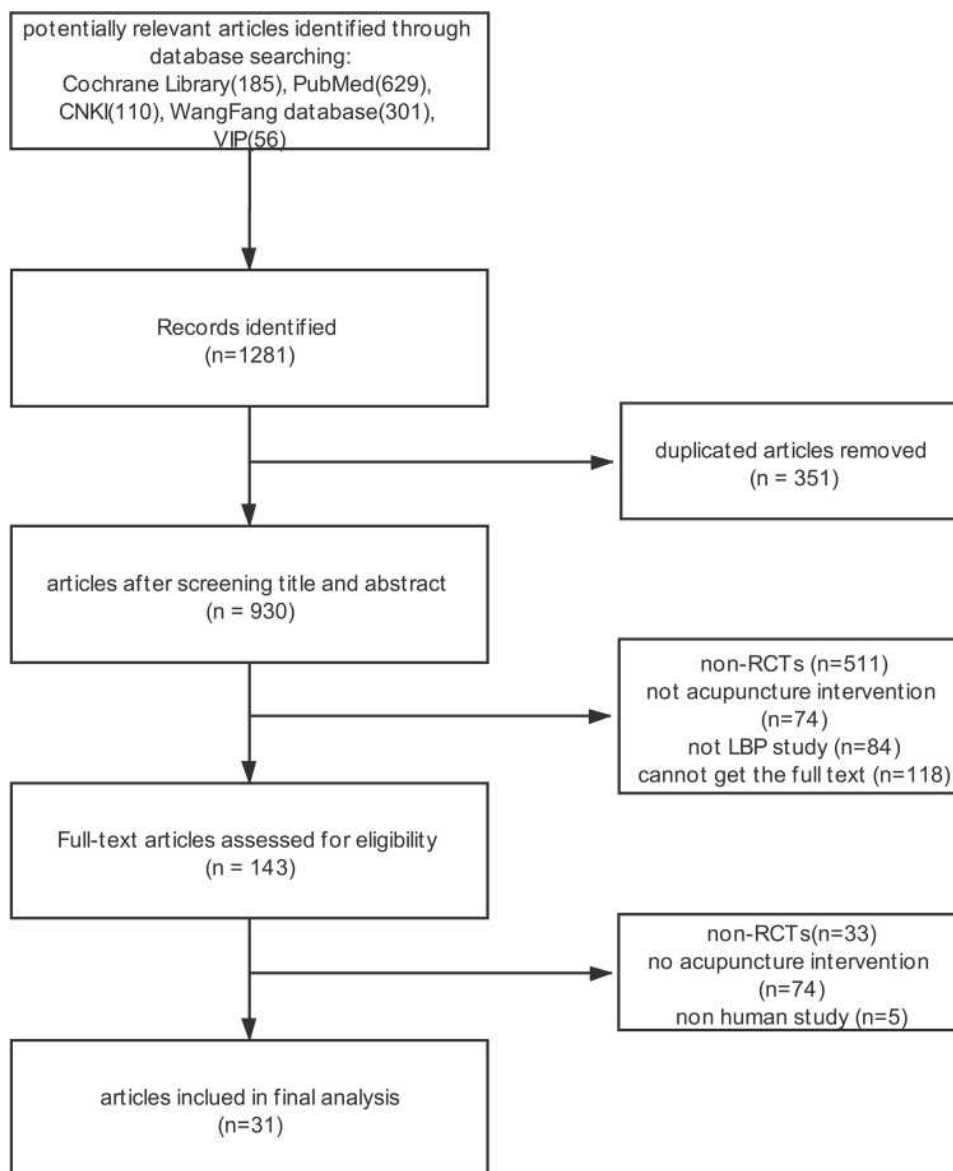 potentially relevant articles identified through
database searching:
Cochrane Library(185), PubMed(629),
CNKI(110), WangFang database(301),
VIP(56)
Records identified
(n=1281)
duplicated articles removed
(n = 351)
articles after screening title and abstract
(n = 930)
non-RCTs (n=511)
not acupuncture intervention
(n=74)
not LBP study (n=84)
cannot get the full text (n=118)
Full-text articles assessed for eligibility
(n = 143)
non-RCTs(n=33)
no acupuncture intervention
(n=74)
non human study (n=5)
articles inclued in final analysis
(n=31)